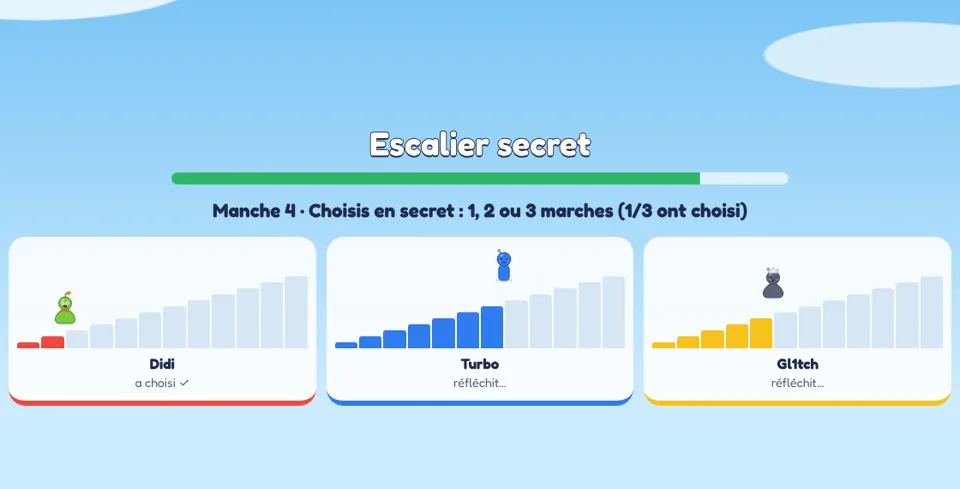 Escalier secret
Manche 4 · Choisis en secret : 1, 2 ou 3 marches (1/3 ont choisi)
Didi
a choisi ✓
Turbo
réfléchit...
Gl1tch
réfléchit...